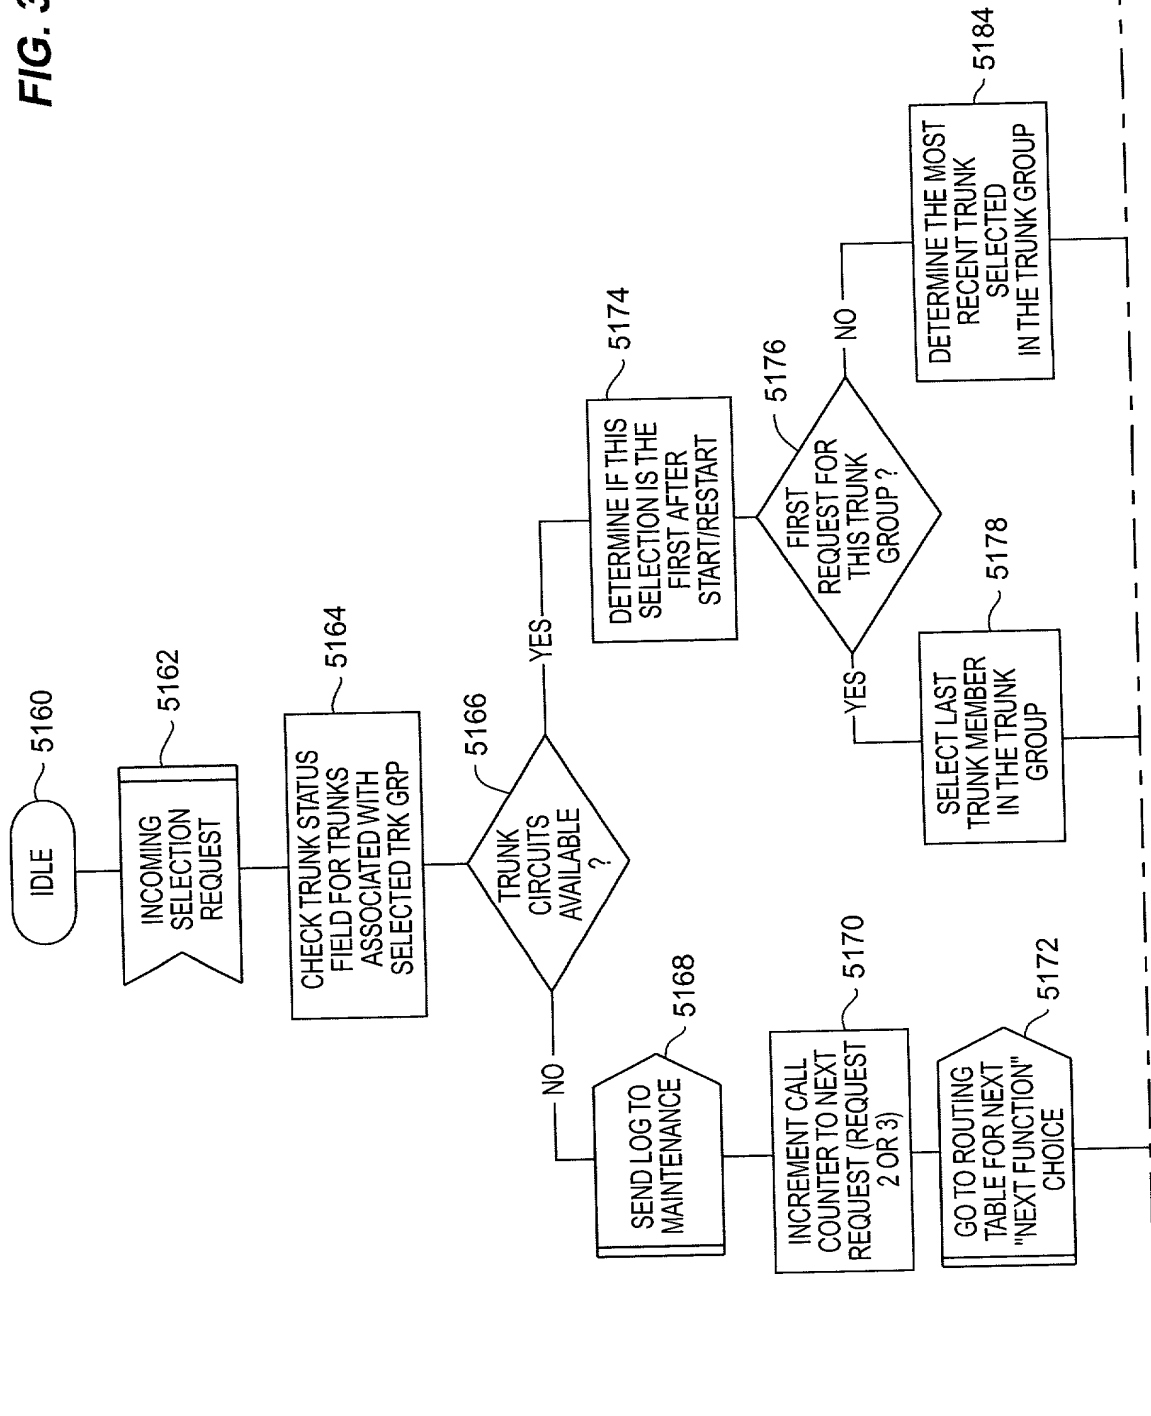 FIG. 3
IDLE
5160
INCOMING
SELECTION
REQUEST
5162
CHECK TRUNK STATUS
FIELD FOR TRUNKS
ASSOCIATED WITH
SELECTED TRK GRP
5164
TRUNK
CIRCUITS
AVAILABLE
?
5166
NO
YES
SEND LOG TO
MAINTENANCE
5168
INCREMENT CALL
COUNTER TO NEXT
REQUEST (REQUEST
2 OR 3)
5170
GO TO ROUTING
TABLE FOR NEXT
"NEXT FUNCTION"
CHOICE
5172
DETERMINE IF THIS
SELECTION IS THE
FIRST AFTER
START/RESTART
5174
FIRST
REQUEST FOR
THIS TRUNK
GROUP ?
5176
YES
NO
SELECT LAST
TRUNK MEMBER
IN THE TRUNK
GROUP
5178
DETERMINE THE MOST
RECENT TRUNK
SELECTED
IN THE TRUNK GROUP
5184